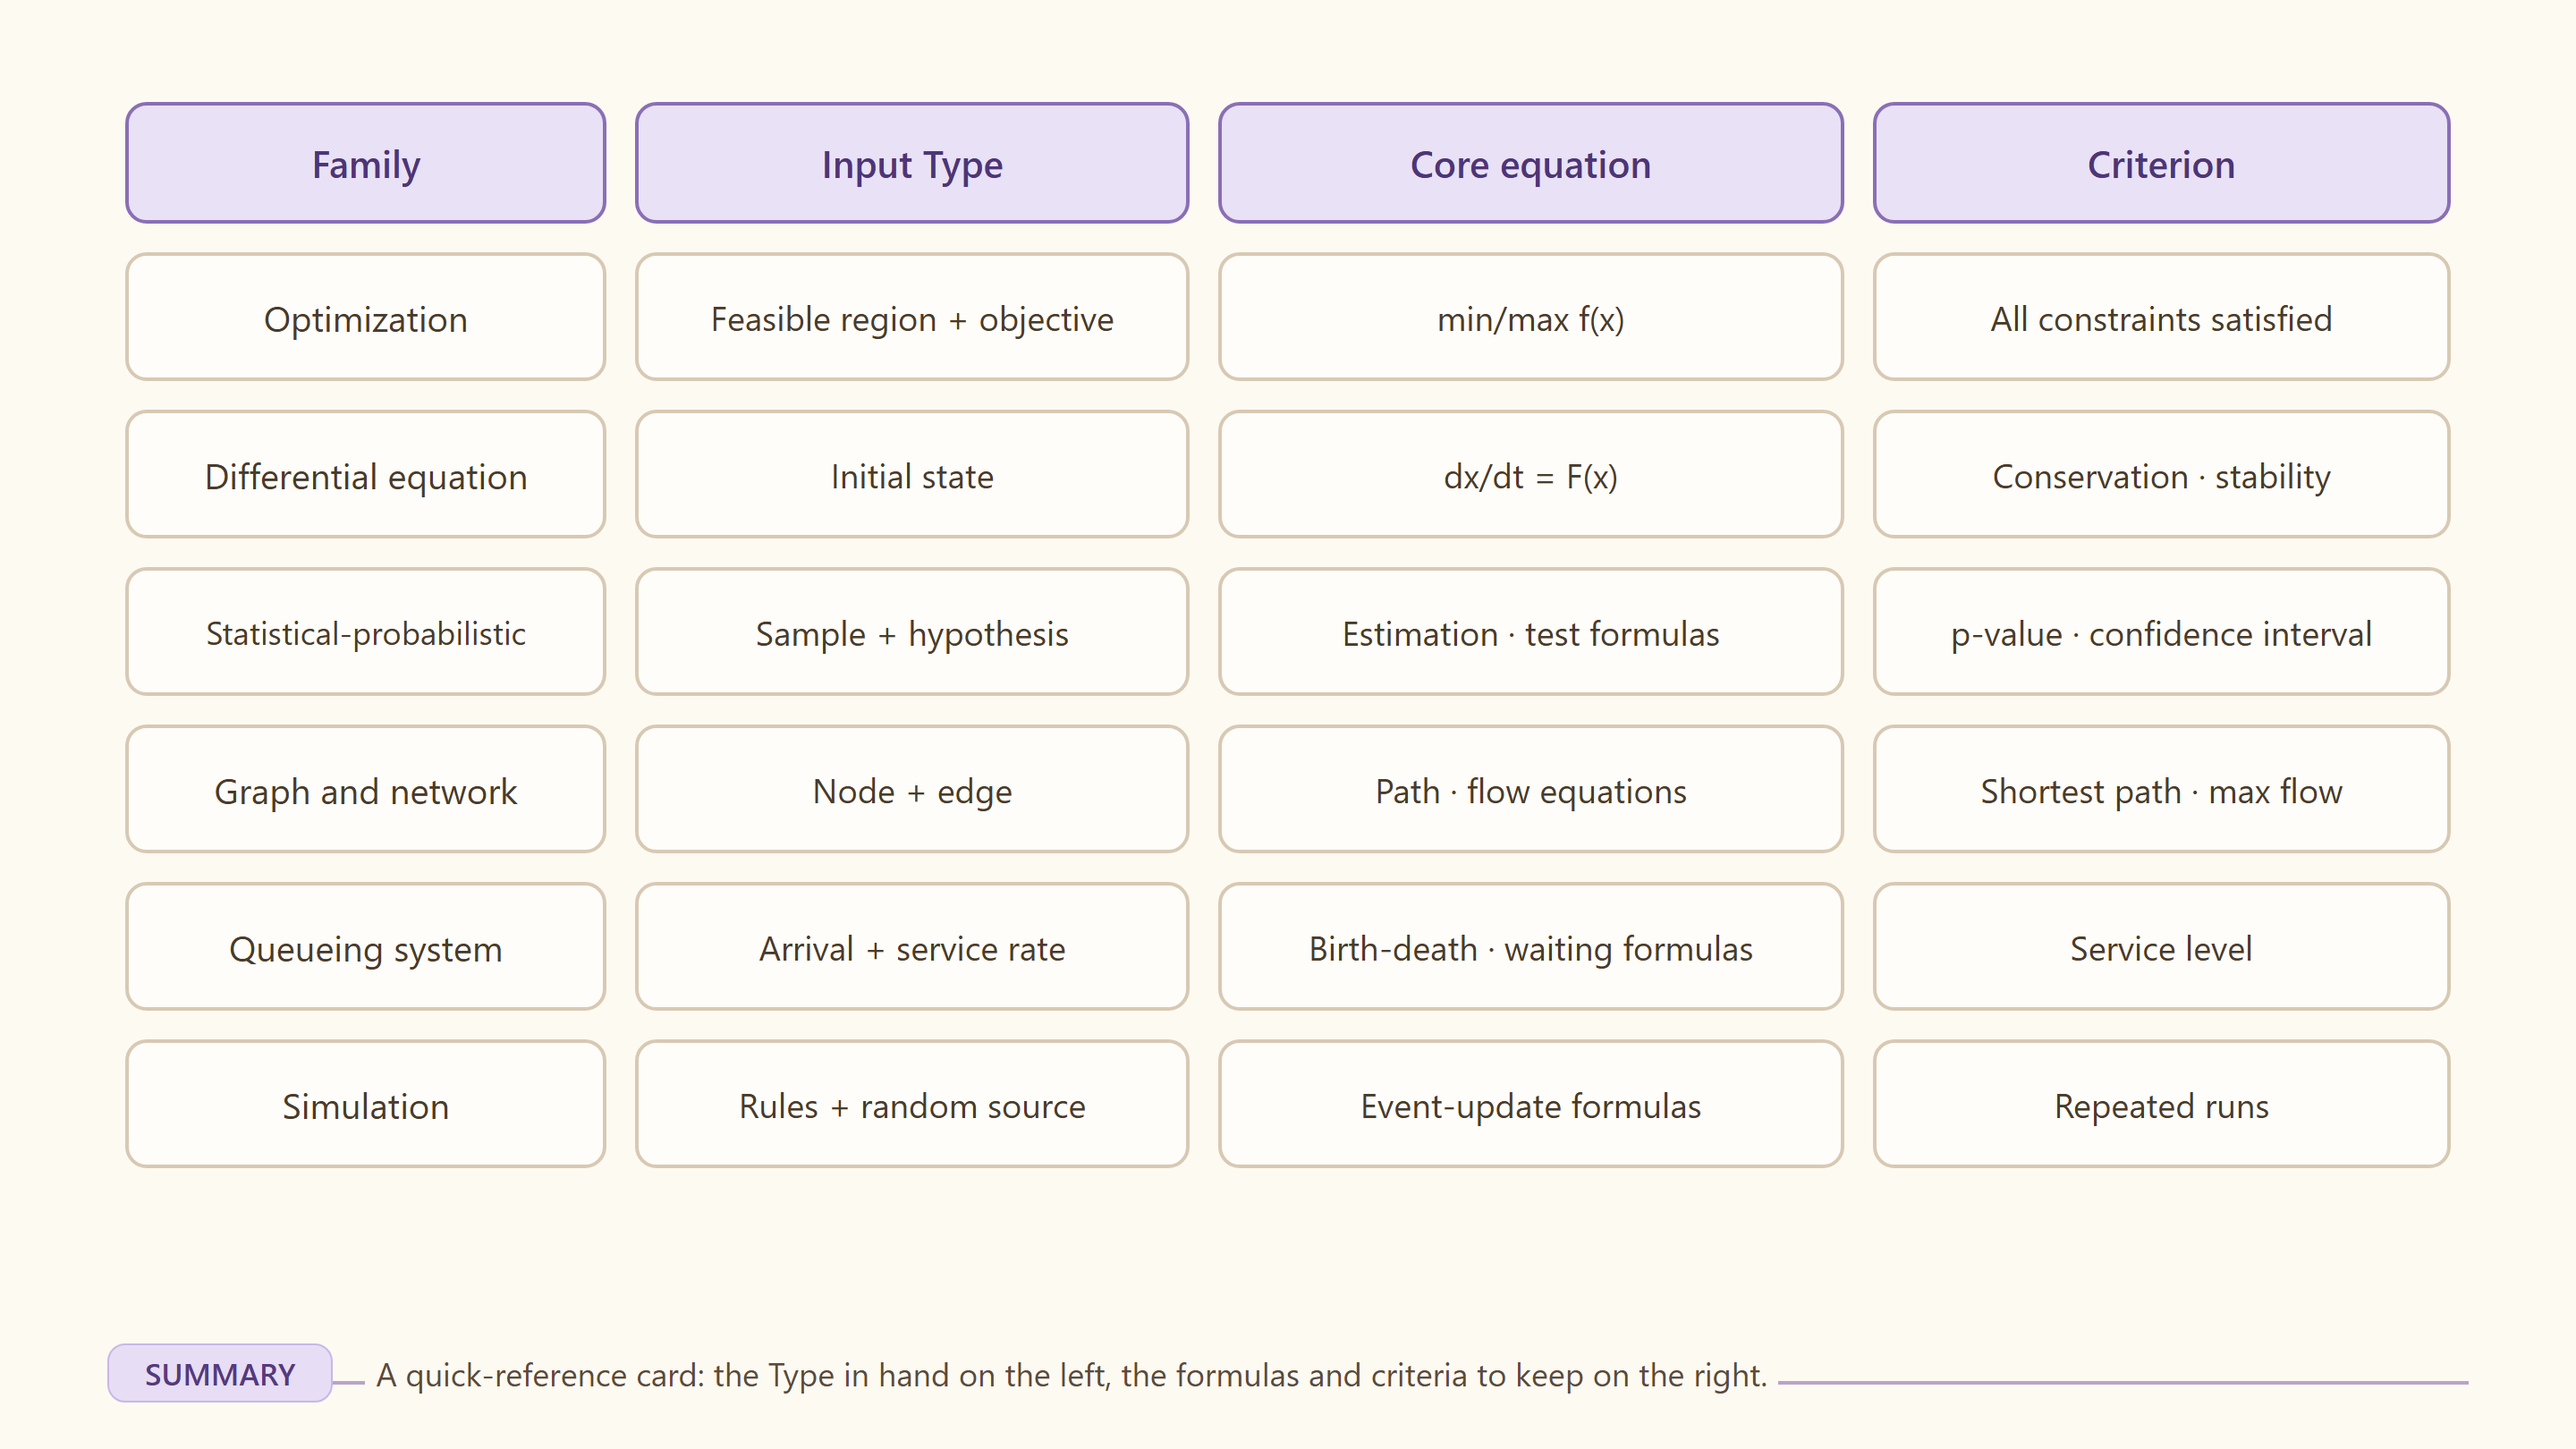 Family
Input Type
Core equation
Criterion
Optimization
Feasible region + objective
min/max f(x)
All constraints satisfied
Differential equation
Initial state
dx/dt = F(x)
Conservation · stability
Statistical-probabilistic
Sample + hypothesis
Estimation · test formulas
p-value · confidence interval
Graph and network
Node + edge
Path · flow equations
Shortest path · max flow
Queueing system
Arrival + service rate
Birth-death · waiting formulas
Service level
Simulation
Rules + random source
Event-update formulas
Repeated runs
SUMMARY
A quick-reference card: the Type in hand on the left, the formulas and criteria to keep on the right.